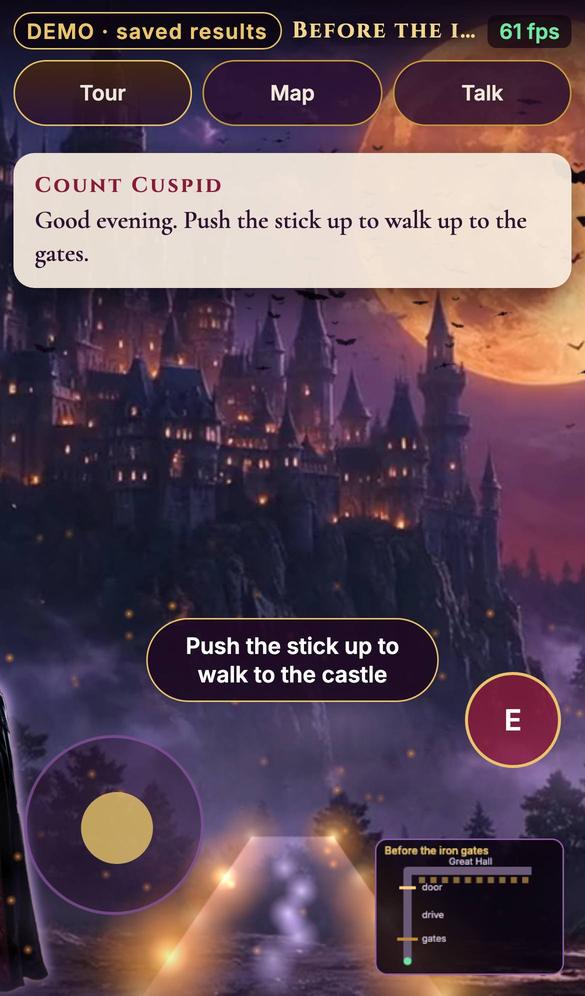 DEMO · saved results
Before the I...
61 fps
Tour
Map
Talk
Count Cuspid
Good evening. Push the stick up to walk up to the
gates.
Push the stick up to
walk to the castle
E
Before the iron gates
Great Hall
door
drive
gates